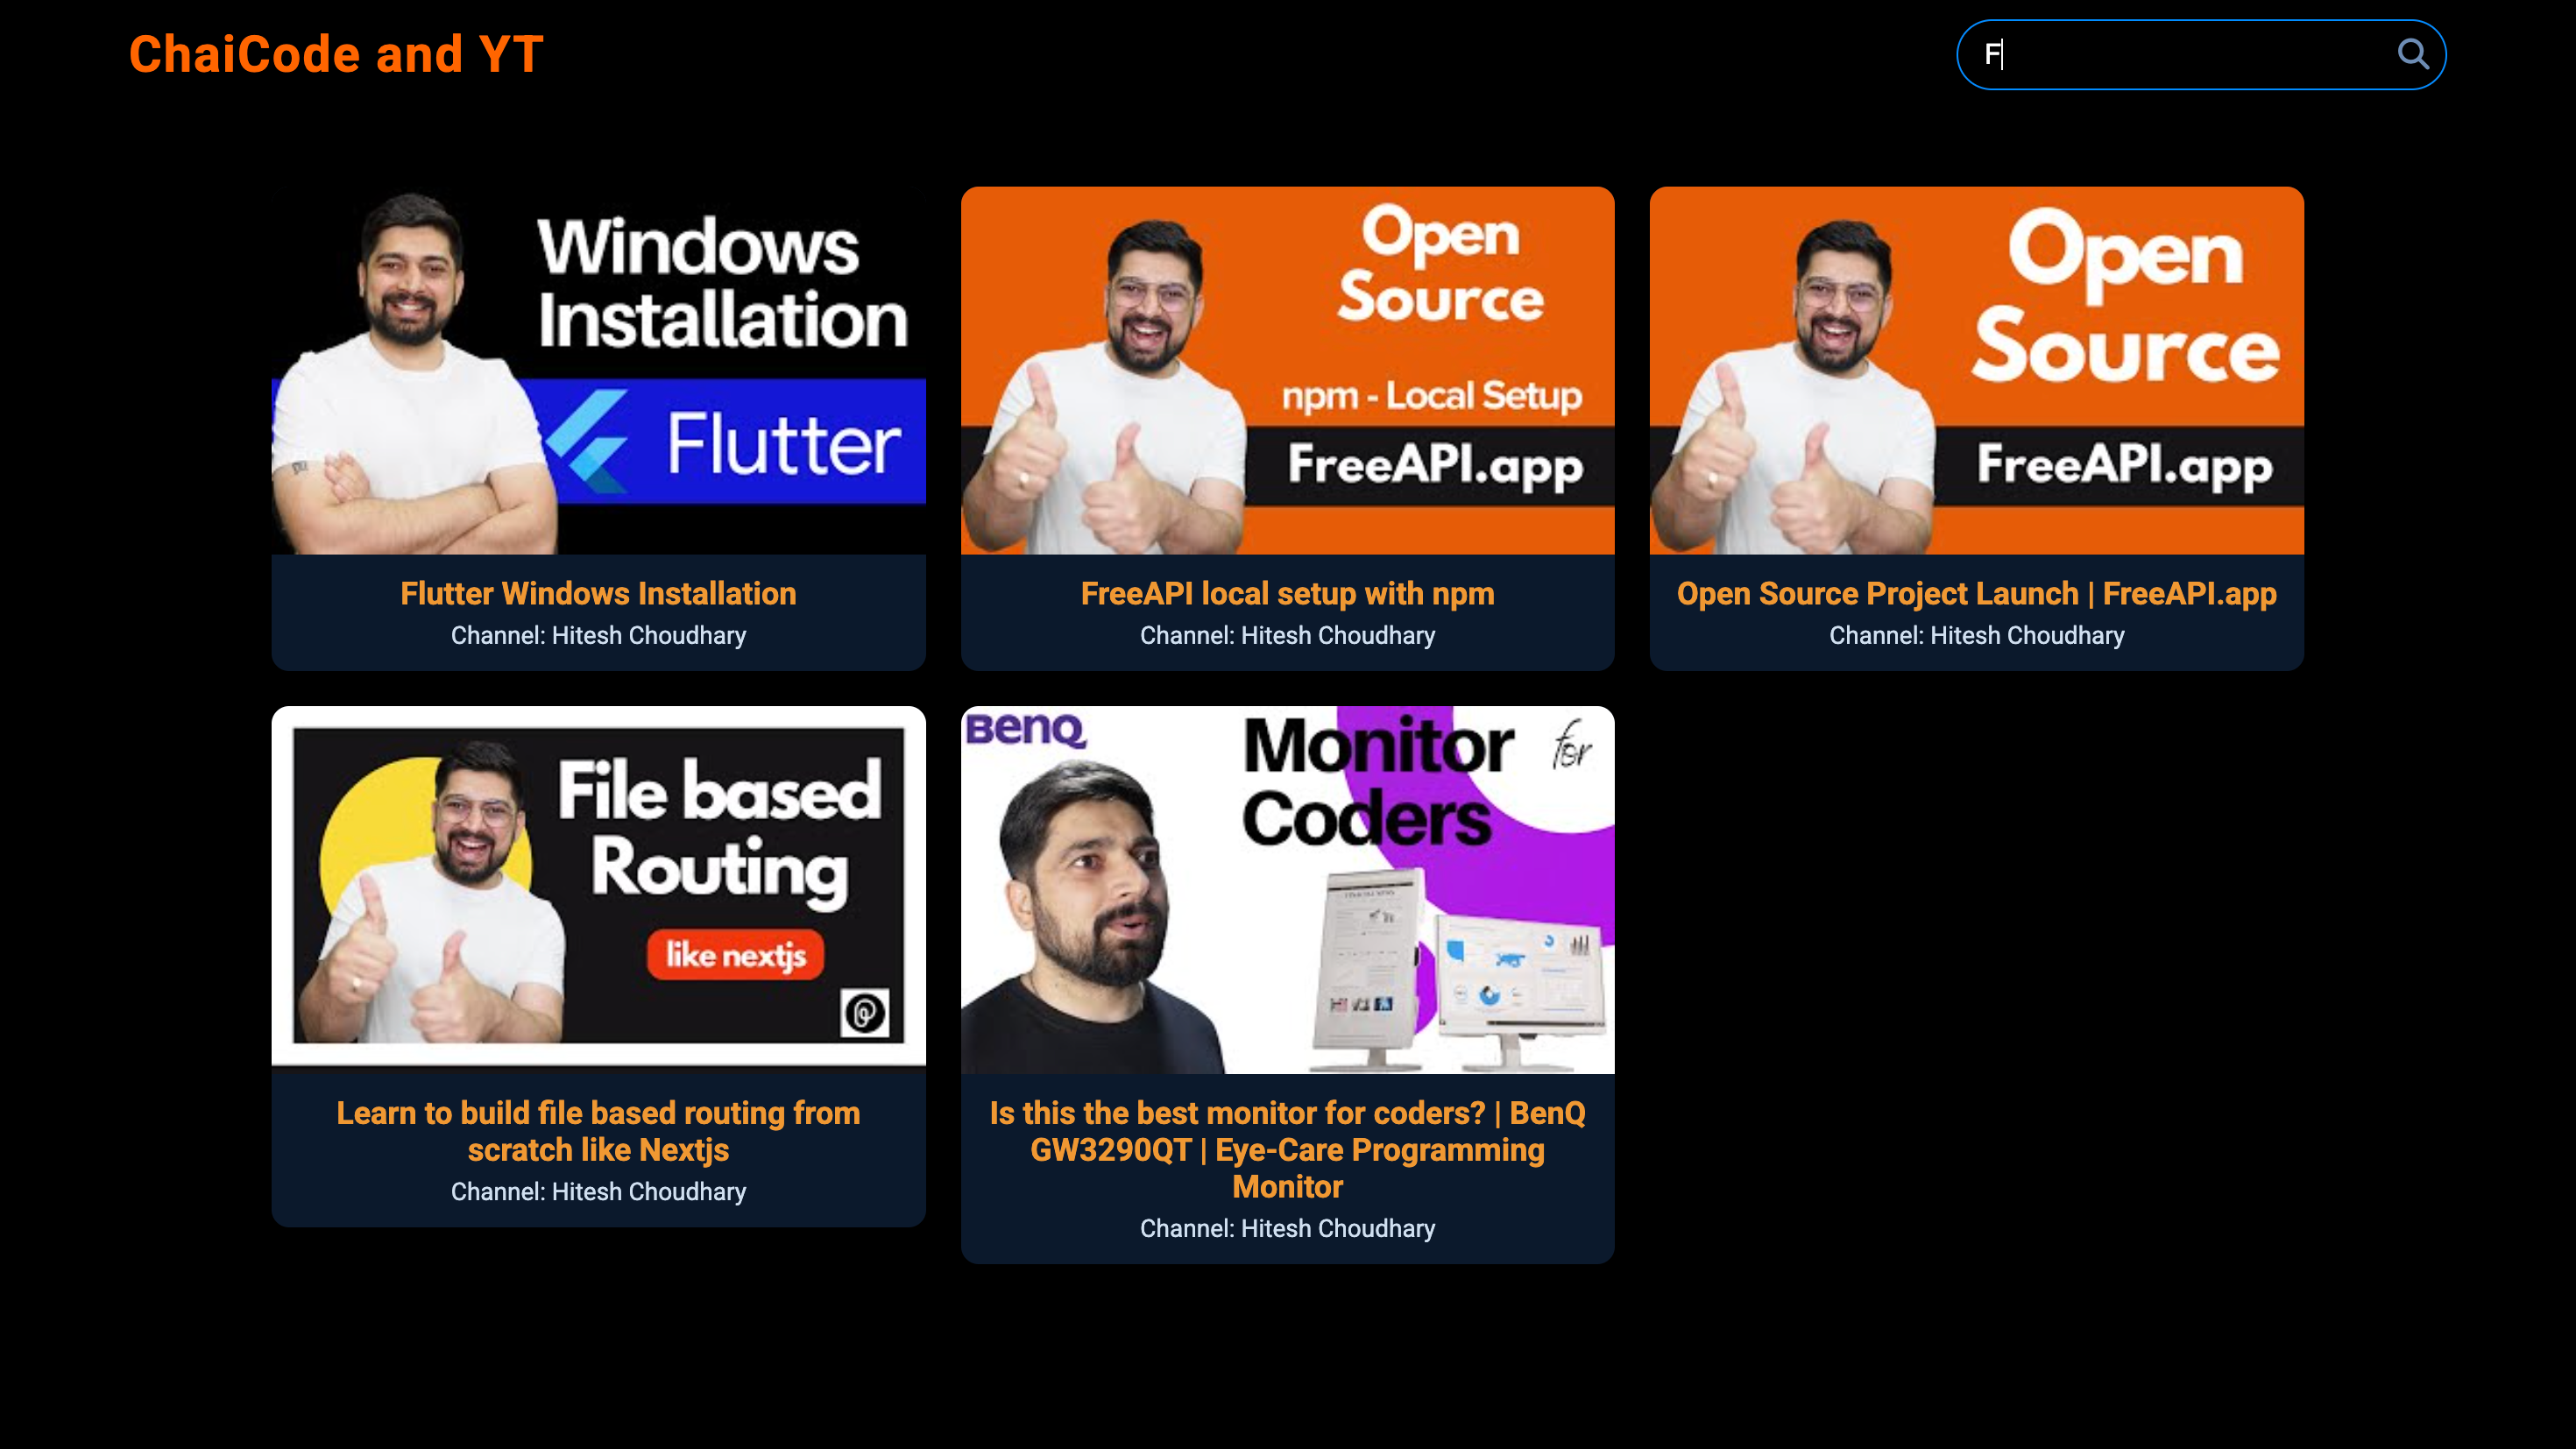 ChaiCode and YT
F
Windows
Installation
Flutter
Flutter Windows Installation
Channel: Hitesh Choudhary
Open
Source
npm - Local Setup
FreeAPI.app
FreeAPI local setup with npm
Channel: Hitesh Choudhary
Open
Source
FreeAPI.app
Open Source Project Launch | FreeAPI.app
Channel: Hitesh Choudhary
File based
Routing
like nextjs
Learn to build file based routing from
scratch like Nextjs
Channel: Hitesh Choudhary
BenQ
Monitor for
Coders
Is this the best monitor for coders? | BenQ
GW3290QT | Eye-Care Programming
Monitor
Channel: Hitesh Choudhary